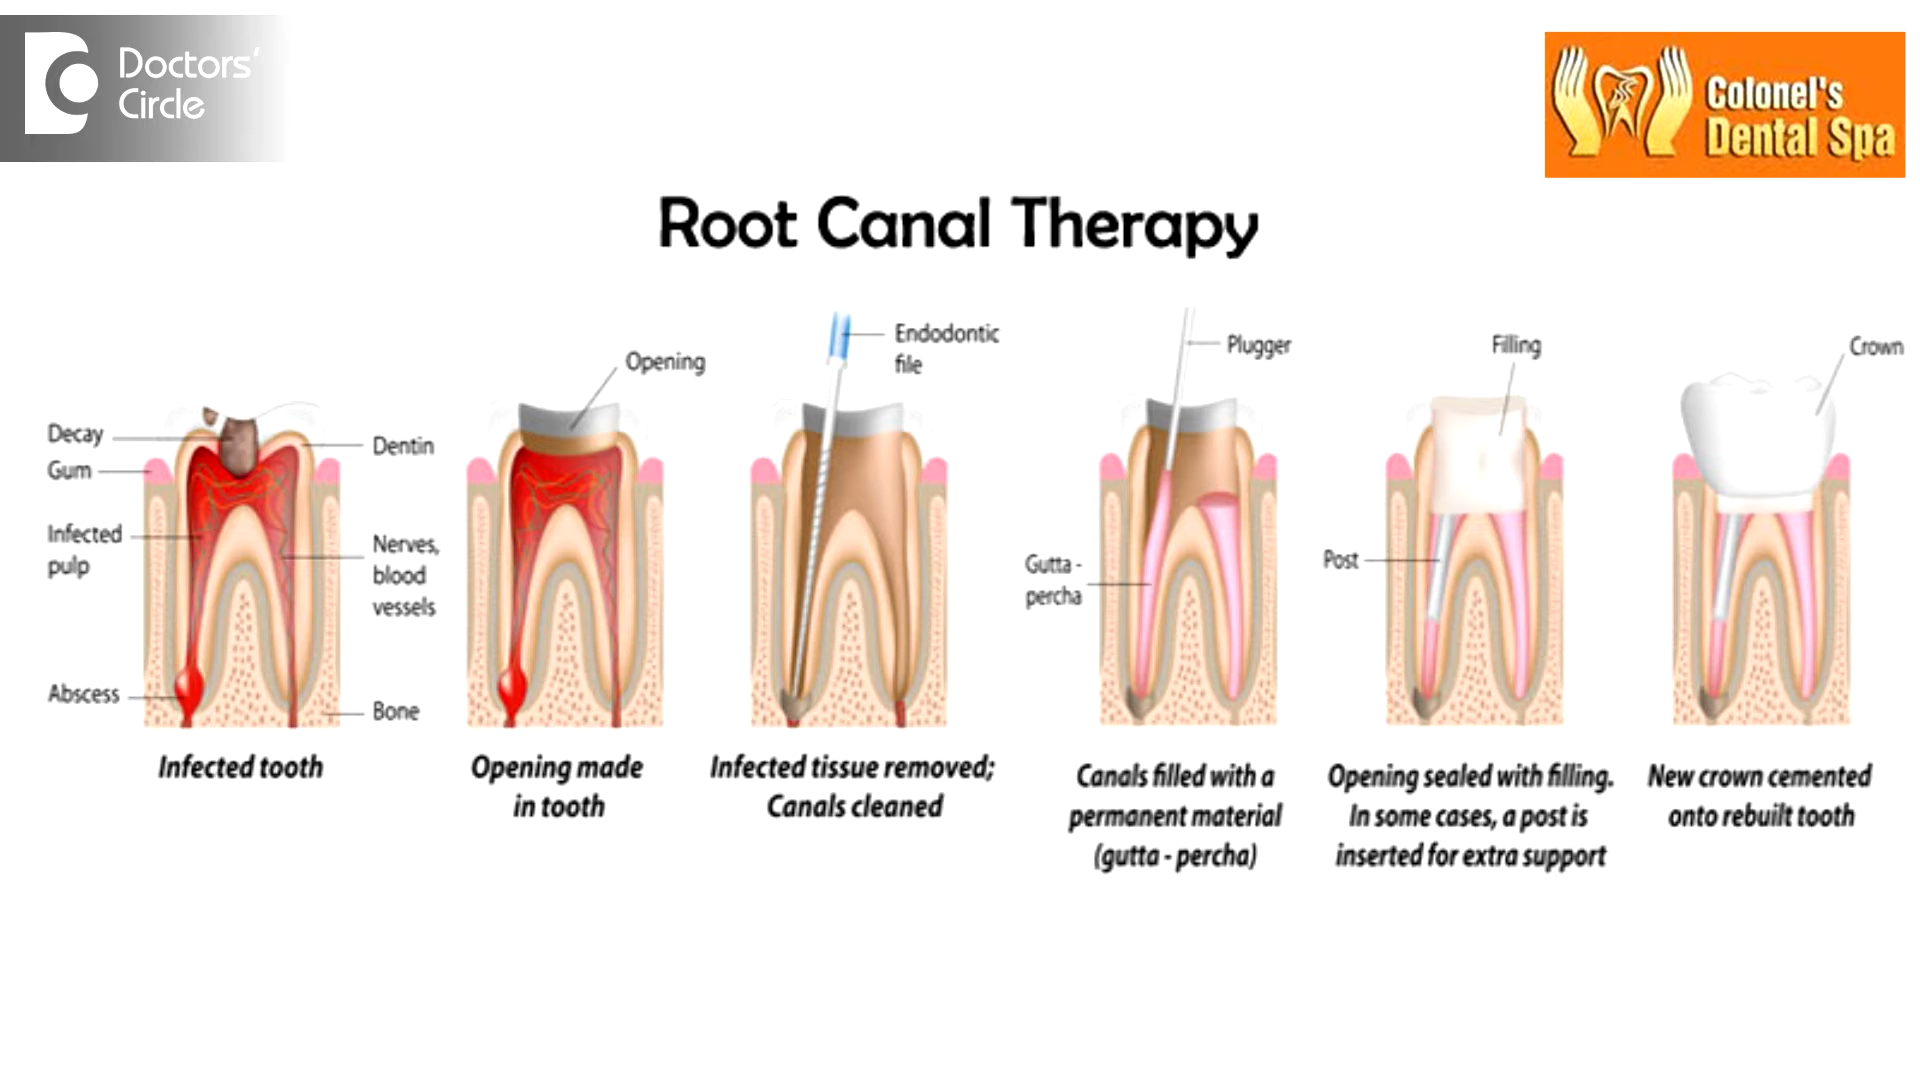 Doctors'
Circle
Colonel's
Dental Spa
Root Canal Therapy
Decay
Gum
Infected
pulp
Abscess
Dentin
Nerves,
blood
vessels
Bone
Infected tooth
Opening
Opening made
in tooth
Endodontic
file
Infected tissue removed;
Canals cleaned
Plugger
Gutta -
percha
Canals filled with a
permanent material
(gutta - percha)
Filling
Post
Opening sealed with filling.
In some cases, a post is
inserted for extra support
Crown
New crown cemented
onto rebuilt tooth